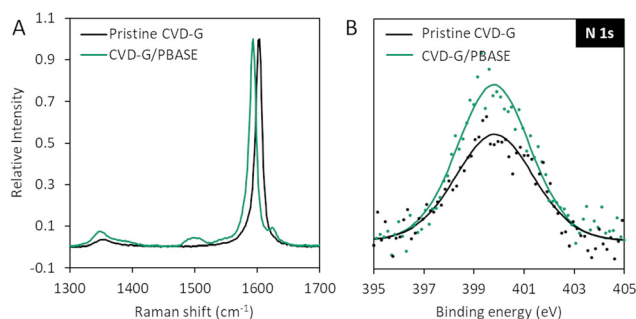 A
Pristine CVD-G
CVD-G/PBASE
Relative Intensity
1.1
0.9
0.7
0.5
0.3
0.1
-0.1
1300 1400 1500 1600 1700
Raman shift (cm⁻¹)
B
Pristine CVD-G
CVD-G/PBASE
N 1s
395 397 399 401 403 405
Binding energy (eV)